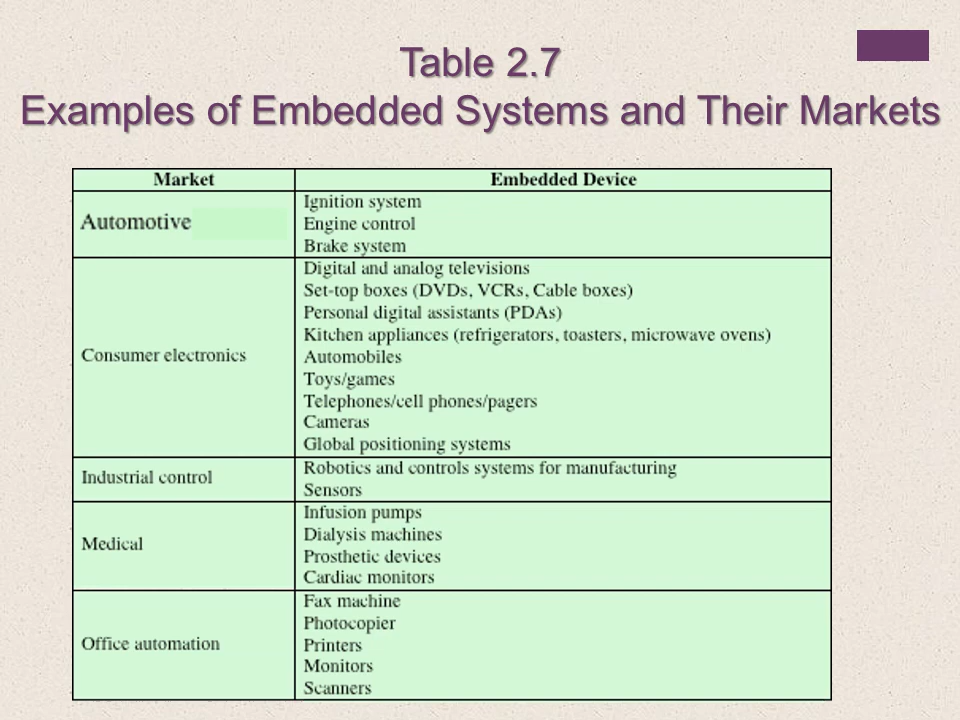 Table 2.7
Examples of Embedded Systems and Their Markets
Market Embedded Device
Automotive
Ignition system
Engine control
Brake system
Consumer electronics
Digital and analog televisions
Set-top boxes (DVDs, VCRs, Cable boxes)
Personal digital assistants (PDAs)
Kitchen appliances (refrigerators, toasters, microwave ovens)
Automobiles
Toys/games
Telephones/cell phones/pagers
Cameras
Global positioning systems
Industrial control
Robotics and controls systems for manufacturing
Sensors
Medical
Infusion pumps
Dialysis machines
Prosthetic devices
Cardiac monitors
Office automation
Fax machine
Photocopier
Printers
Monitors
Scanners